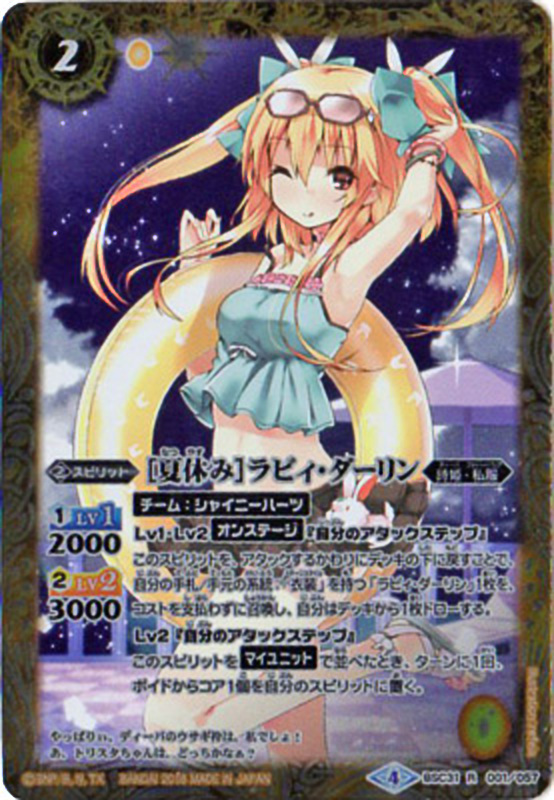 2
②スピリット
[夏休み]ラビィ・ダーリン
詩姫・私服
1 LV1
2000
2 LV2
3000
チーム：シャイニーハーツ
Lv1・Lv2 オンステージ『自分のアタックステップ』
このスピリットを、アタックするかわりにデッキの下に戻すことで、
自分の手札/手元の系統：「衣装」を持つ「ラビィ・ダーリン」1枚を、
コストを支払わずに召喚し、自分はデッキから1枚ドローする。
Lv2『自分のアタックステップ』
このスピリットを マイユニット で並べたとき、ターンに1回、
ボイドからコア1個を自分のスピリットに置く。
やっぱりぃ、ディーバのウサギ枠は、私でしょ！
あ、トリスタちゃんは、どっちかなぁ？
BANDAI 2018 MADE IN JAPAN
4
BSC31 R 001/057